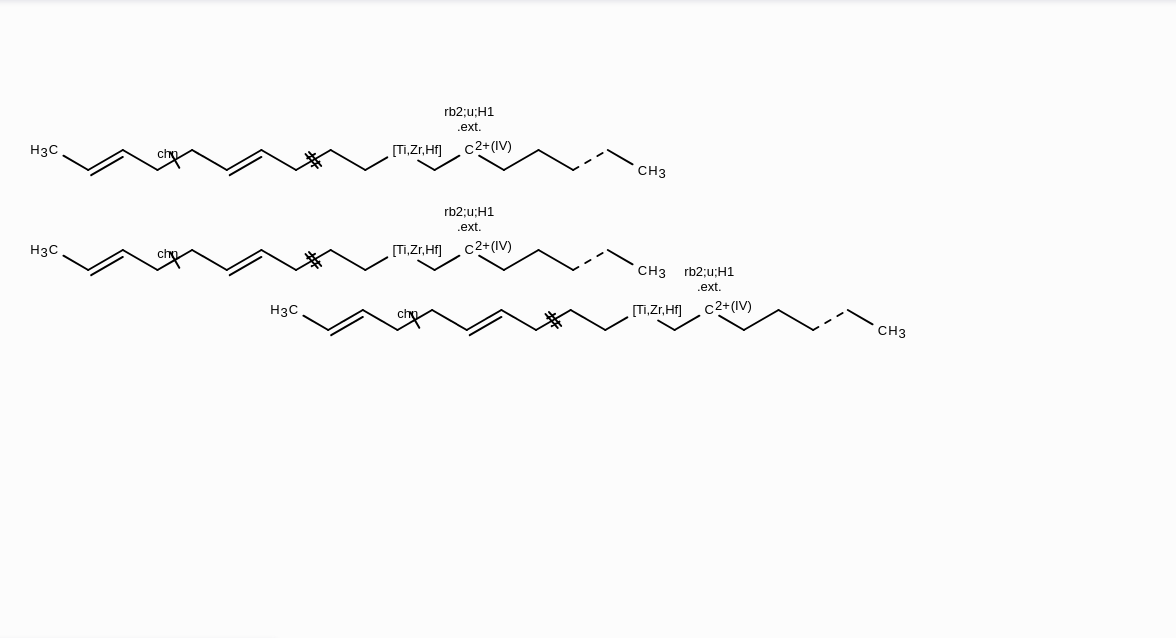 rb2;u;H1
.ext.
H3C chn [Ti,Zr,Hf] C2+(IV) CH3
rb2;u;H1
.ext.
H3C chn [Ti,Zr,Hf] C2+(IV) CH3
rb2;u;H1
.ext.
H3C chn [Ti,Zr,Hf] C2+(IV) CH3